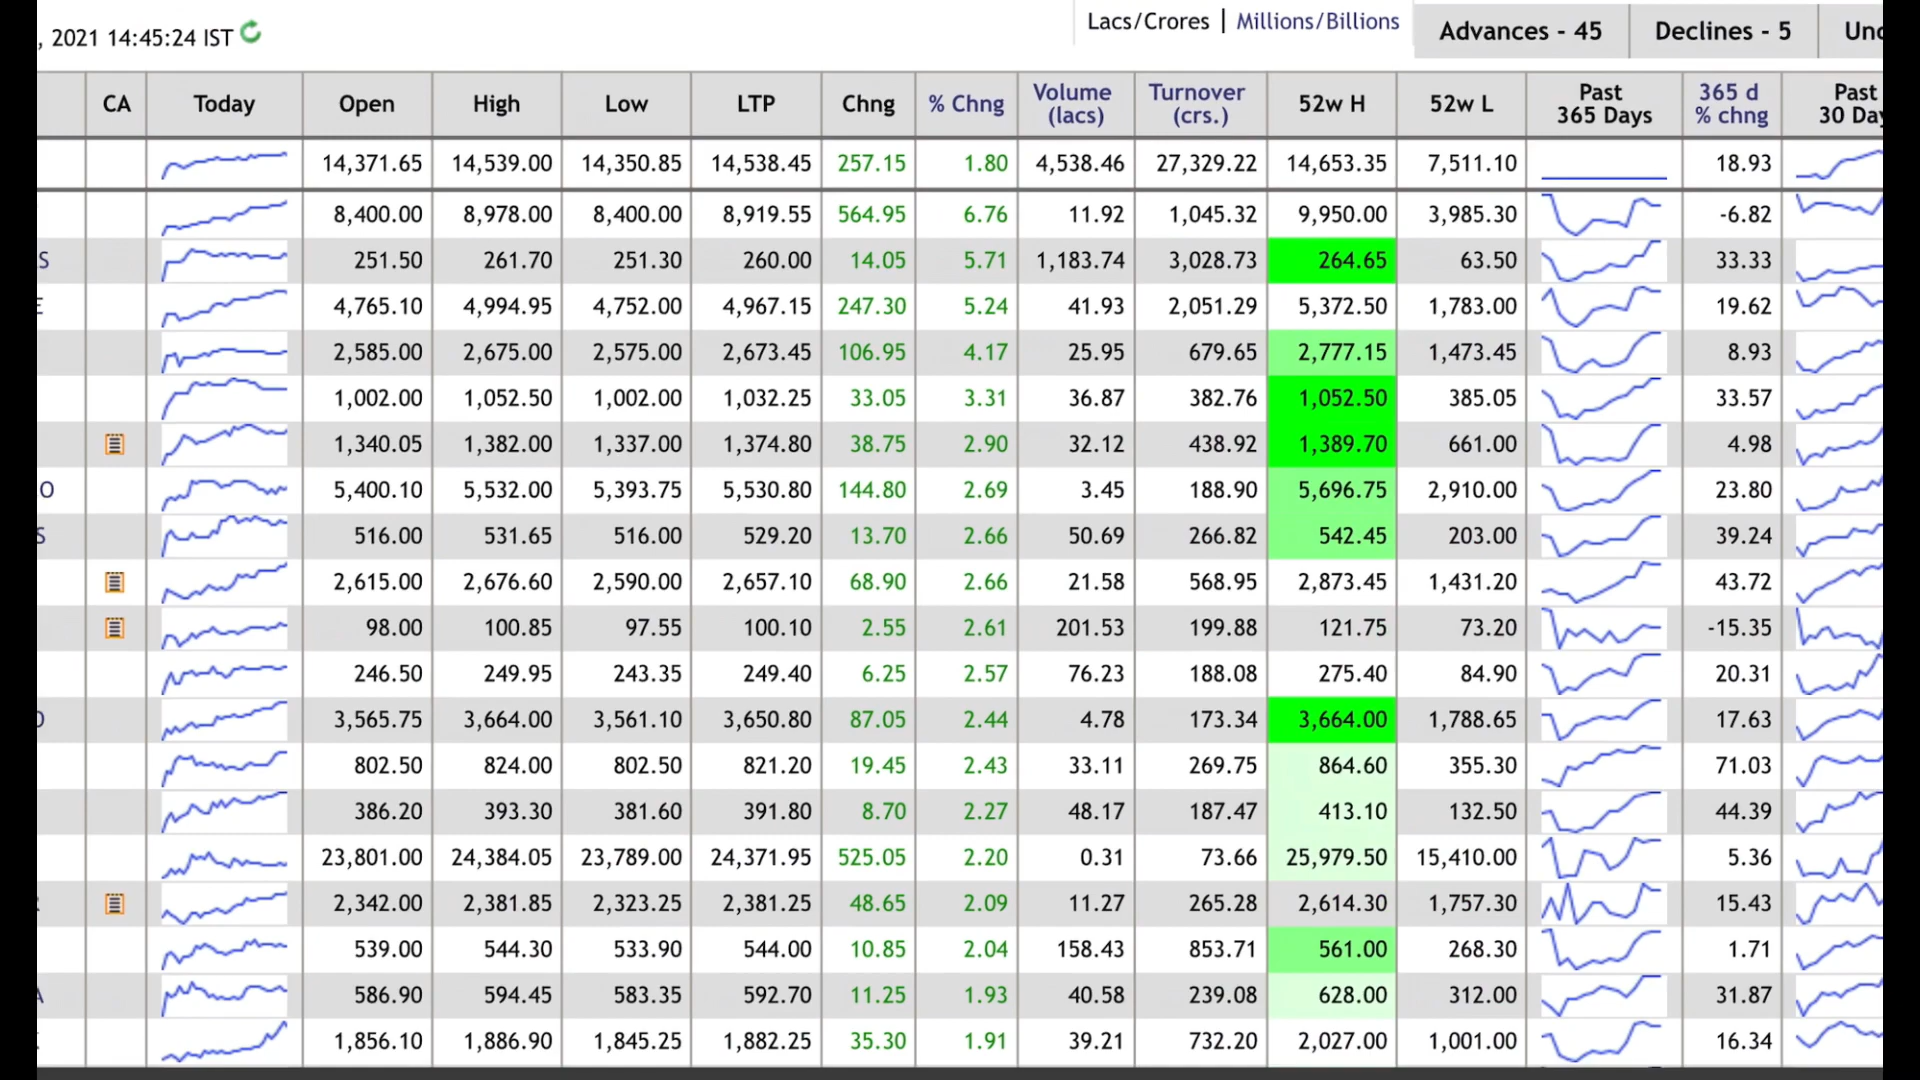 , 2021 14:45:24 IST
Lacs/Crores | Millions/Billions
Advances - 45 Declines - 5
CA Today Open High Low LTP Chng % Chng Volume (lacs) Turnover (crs.) 52w H 52w L Past 365 Days 365 d % chng Past
14,371.65 14,539.00 14,350.85 14,538.45 257.15 1.80 4,538.46 27,329.22 14,653.35 7,511.10 18.93
8,400.00 8,978.00 8,400.00 8,919.55 564.95 6.76 11.92 1,045.32 9,950.00 3,985.30 -6.82
S 251.50 261.70 251.30 260.00 14.05 5.71 1,183.74 3,028.73 264.65 63.50 33.33
4,765.10 4,994.95 4,752.00 4,967.15 247.30 5.24 41.93 2,051.29 5,372.50 1,783.00 19.62
2,585.00 2,675.00 2,575.00 2,673.45 106.95 4.17 25.95 679.65 2,777.15 1,473.45 8.93
1,002.00 1,052.50 1,002.00 1,032.25 33.05 3.31 36.87 382.76 1,052.50 385.05 33.57
1,340.05 1,382.00 1,337.00 1,374.80 38.75 2.90 32.12 438.92 1,389.70 661.00 4.98
O 5,400.10 5,532.00 5,393.75 5,530.80 144.80 2.69 3.45 188.90 5,696.75 2,910.00 23.80
S 516.00 531.65 516.00 529.20 13.70 2.66 50.69 266.82 542.45 203.00 39.24
2,615.00 2,676.60 2,590.00 2,657.10 68.90 2.66 21.58 568.95 2,873.45 1,431.20 43.72
98.00 100.85 97.55 100.10 2.55 2.61 201.53 199.88 121.75 73.20 -15.35
246.50 249.95 243.35 249.40 6.25 2.57 76.23 188.08 275.40 84.90 20.31
3,565.75 3,664.00 3,561.10 3,650.80 87.05 2.44 4.78 173.34 3,664.00 1,788.65 17.63
802.50 824.00 802.50 821.20 19.45 2.43 33.11 269.75 864.60 355.30 71.03
386.20 393.30 381.60 391.80 8.70 2.27 48.17 187.47 413.10 132.50 44.39
23,801.00 24,384.05 23,789.00 24,371.95 525.05 2.20 0.31 73.66 25,979.50 15,410.00 5.36
2,342.00 2,381.85 2,323.25 2,381.25 48.65 2.09 11.27 265.28 2,614.30 1,757.30 15.43
539.00 544.30 533.90 544.00 10.85 2.04 158.43 853.71 561.00 268.30 1.71
586.90 594.45 583.35 592.70 11.25 1.93 40.58 239.08 628.00 312.00 31.87
1,856.10 1,886.90 1,845.25 1,882.25 35.30 1.91 39.21 732.20 2,027.00 1,001.00 16.34